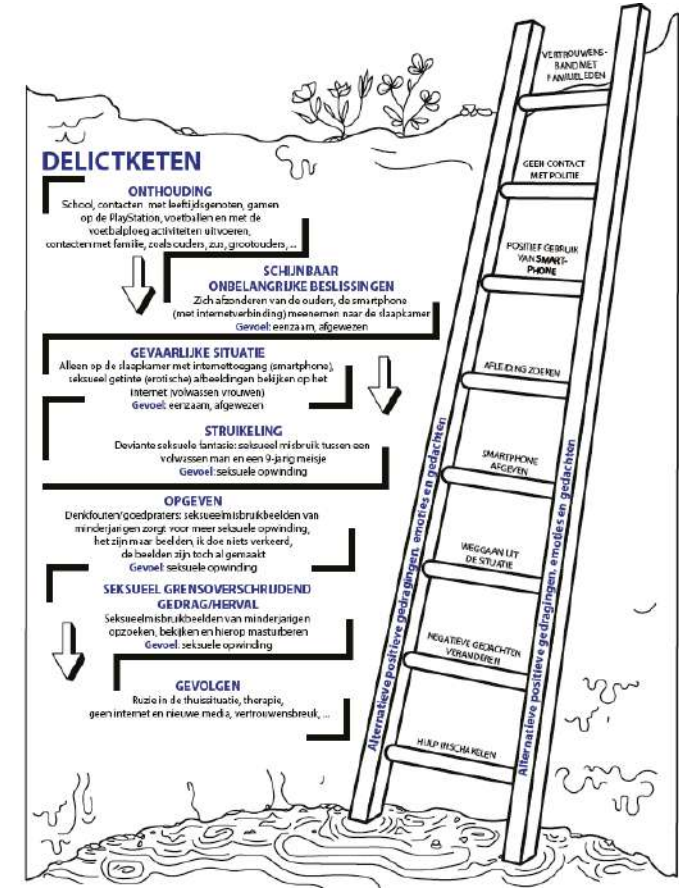 DELICTKETEN
ONTHOUDING
School, contacten met leeftijdsgenoten, gamen
op de PlayStation, voetballen en met de
voetbalploeg activiteiten uitvoeren,
contacten met familie, zoals ouders, zus, grootouders, ...
SCHIJNBAAR
ONBELANGRIJKE BESLISSINGEN
Zich afzonderen van de ouders, de smartphone
(met internetverbinding) meenemen naar de slaapkamer
Gevoel: eenzaam, afgewezen
GEVAARLIJKE SITUATIE
Alleen op de slaapkamer met internettoegang (smartphone),
seksueel getinte (erotische) afbeeldingen bekijken op het
internet (volwassen vrouwen)
Gevoel: eenzaam, afgewezen
STRUIKELING
Deviante seksuele fantasie: seksueel misbruik tussen een
volwassen man en een 9-jarig meisje
Gevoel: seksuele opwinding
OPGEVEN
Denkfouten/goedpraters: seksueelmisbruikbeelden van
minderjarigen zorgt voor meer seksuele opwinding,
het zijn maar beelden, ik doe niets verkeerd,
de beelden zijn toch al gemaakt
Gevoel: seksuele opwinding
SEKSUEEL GRENSOVERSCHRIJDEND
GEDRAG/HERVAL
Seksueelmisbruikbeelden van minderjarigen
opzoeken, bekijken en hierop masturberen
Gevoel: seksuele opwinding
GEVOLGEN
Ruzie in de thuissituatie, therapie,
geen internet en nieuwe media, vertrouwensbreuk, ...
VERTROUWENS-
BAND MET
FAMILIELEDEN
GEEN CONTACT
MET POLITIE
POSITIEF GEBRUIK
VAN SMART-
PHONE
AFLEIDING ZOEKEN
SMARTPHONE
AFGEVEN
WEGGAAN UIT
DE SITUATIE
NEGATIEVE GEDACHTEN
VERANDEREN
HULP INSCHAKELEN
Alternatieve positieve gedragingen, emoties en gedachten
Alternatieve positieve gedragingen, emoties en gedachten